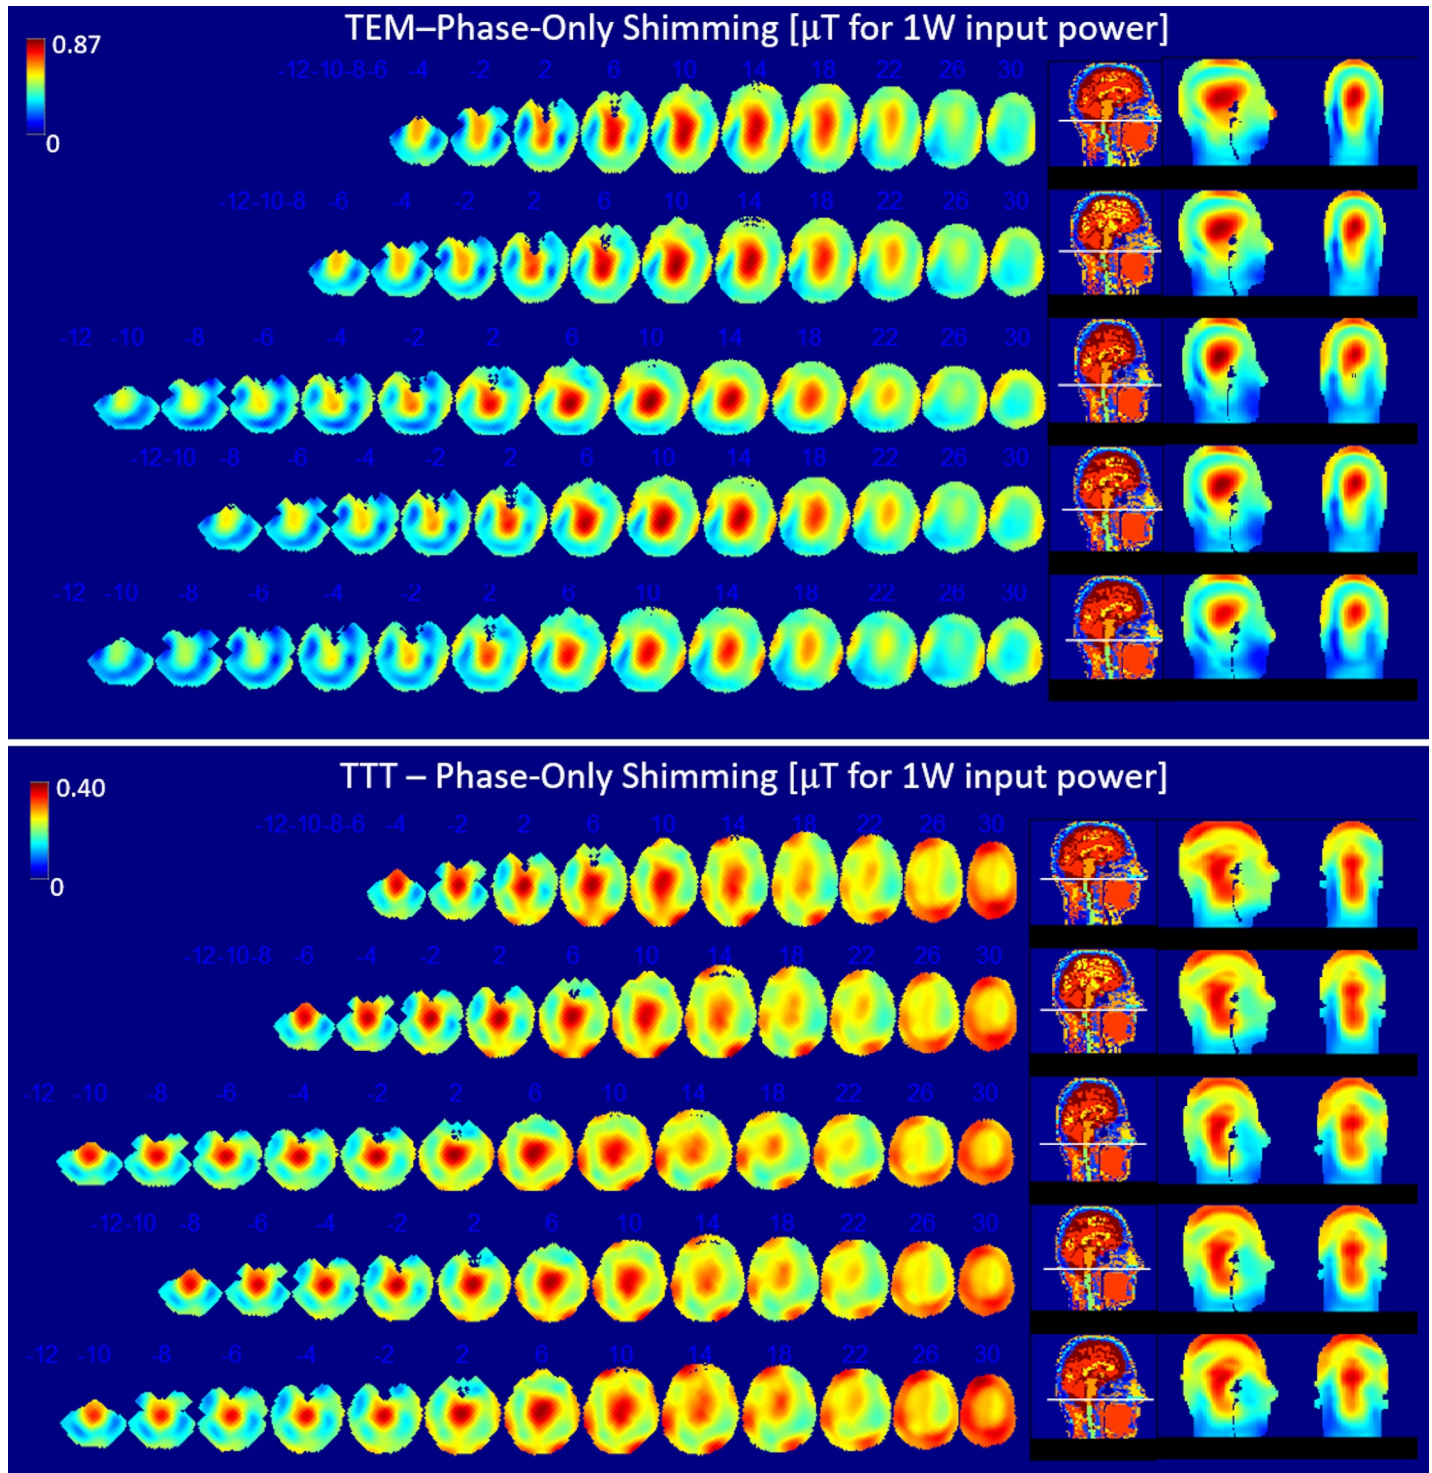 TEM–Phase-Only Shimming [µT for 1W input power]
0.87
0
-12-10-8-6 -4 -2 2 6 10 14 18 22 26 30
-12-10-8 -6 -4 -2 2 6 10 14 18 22 26 30
-12 -10 -8 -6 -4 -2 2 6 10 14 18 22 26 30
-12-10 -8 -6 -4 -2 2 6 10 14 18 22 26 30
-12 -10 -8 -6 -4 -2 2 6 10 14 18 22 26 30
TTT – Phase-Only Shimming [µT for 1W input power]
0.40
0
-12-10-8-6 -4 -2 2 6 10 14 18 22 26 30
-12-10-8 -6 -4 -2 2 6 10 14 18 22 26 30
-12 -10 -8 -6 -4 -2 2 6 10 14 18 22 26 30
-12-10 -8 -6 -4 -2 2 6 10 14 18 22 26 30
-12 -10 -8 -6 -4 -2 2 6 10 14 18 22 26 30